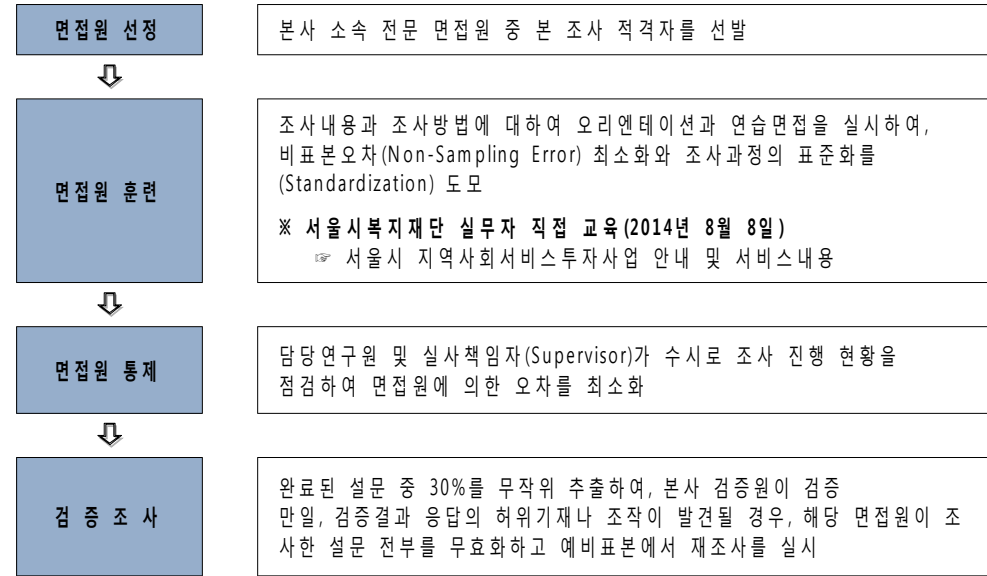 면접원 선정
본사 소속 전문 면접원 중 본 조사 적격자를 선발
면접원 훈련
조사내용과 조사방법에 대하여 오리엔테이션과 연습면접을 실시하여,
비표본오차(Non-Sampling Error) 최소화와 조사과정의 표준화를
(Standardization) 도모
※ 서울시복지재단 실무자 직접 교육(2014년 8월 8일)
☞ 서울시 지역사회서비스투자사업 안내 및 서비스내용
면접원 통제
담당연구원 및 실사책임자(Supervisor)가 수시로 조사 진행 현황을
점검하여 면접원에 의한 오차를 최소화
검 증 조 사
완료된 설문 중 30%를 무작위 추출하여, 본사 검증원이 검증
만일, 검증결과 응답의 허위기재나 조작이 발견될 경우, 해당 면접원이 조
사한 설문 전부를 무효화하고 예비표본에서 재조사를 실시